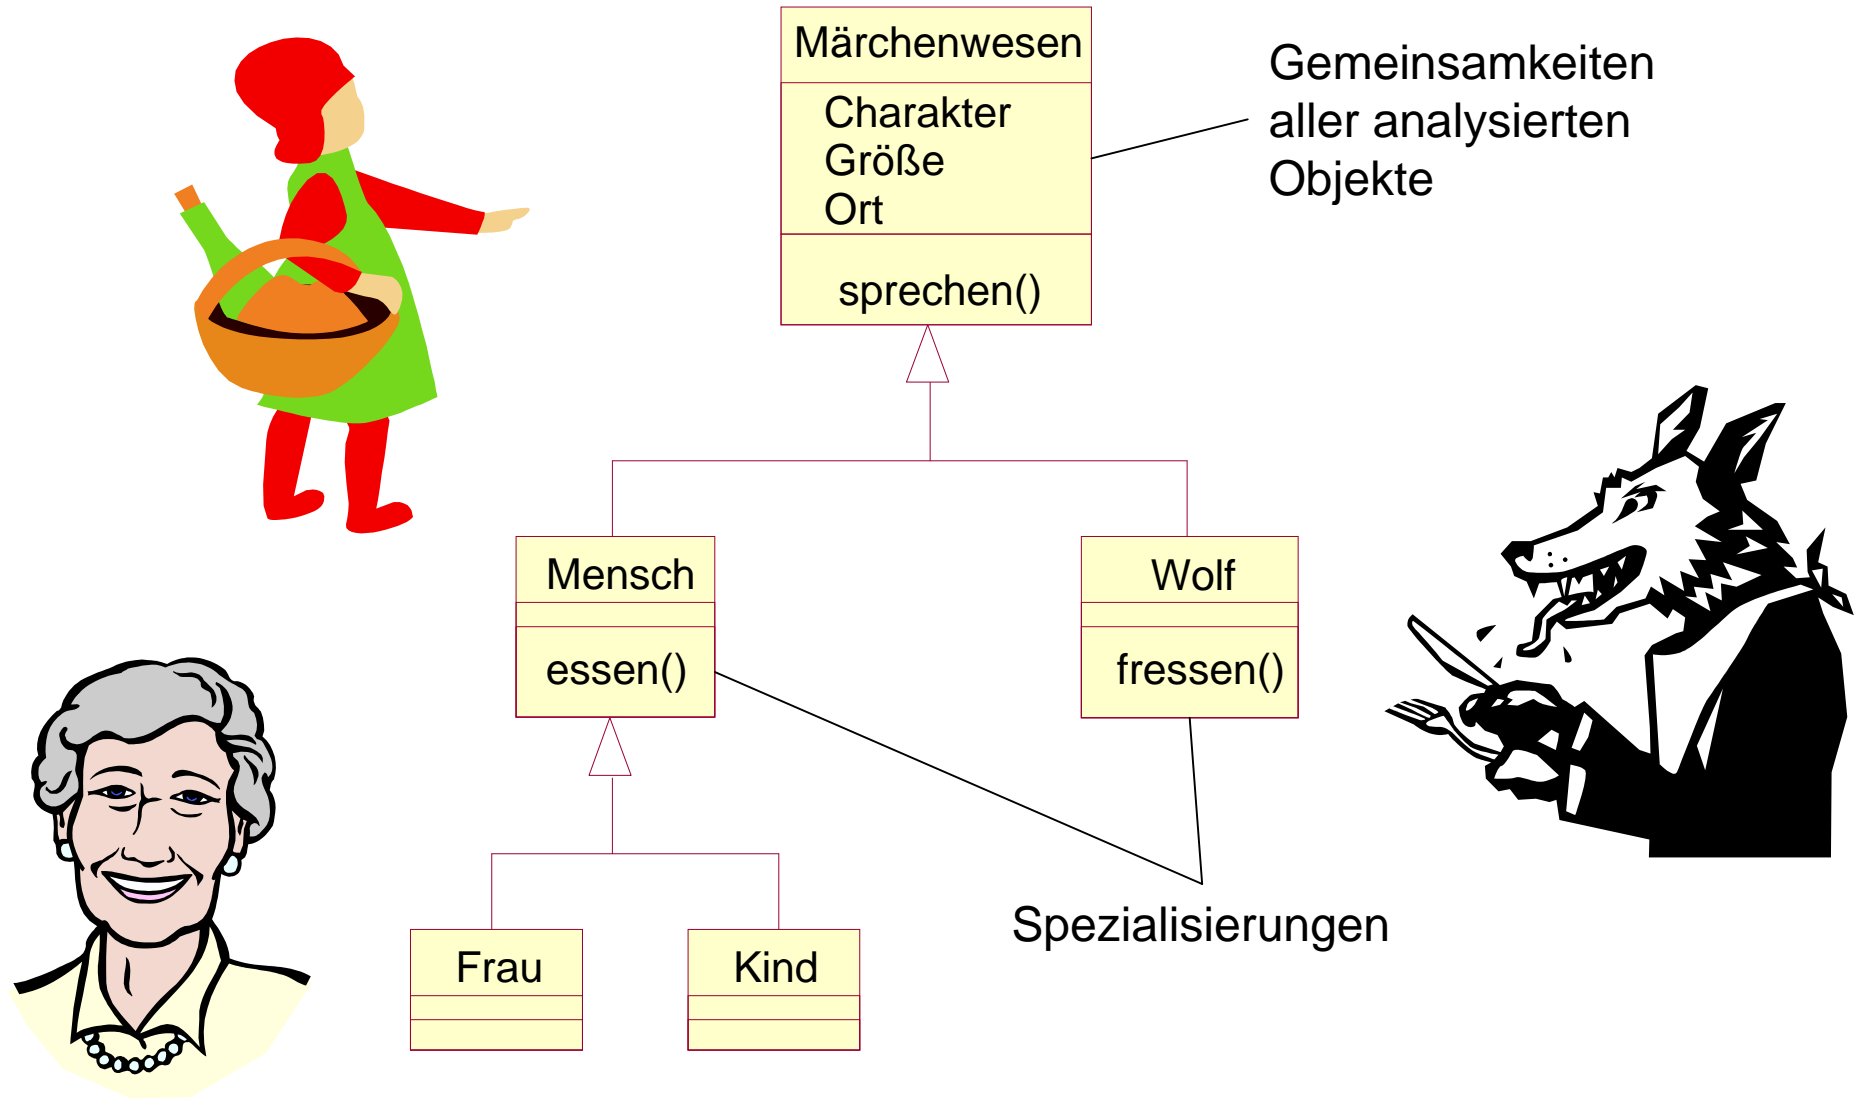 Märchenwesen
Charakter
Größe
Ort
sprechen()
Gemeinsamkeiten
aller analysierten
Objekte
Mensch
essen()
Wolf
fressen()
Spezialisierungen
Frau
Kind